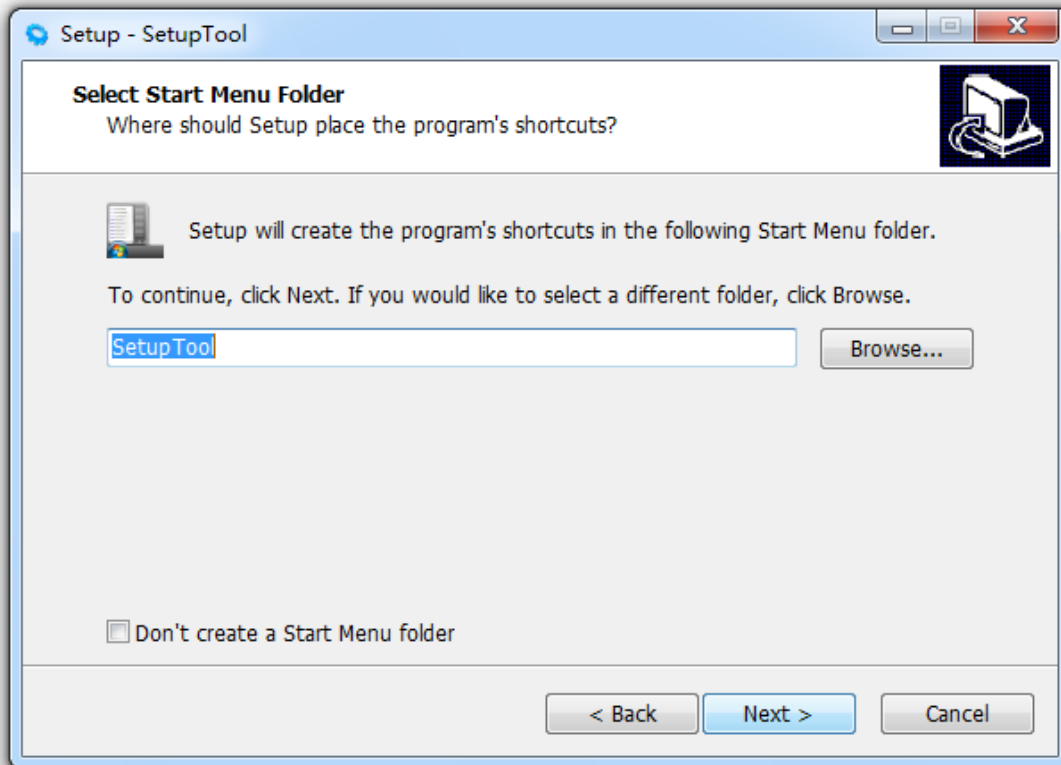 Setup - SetupTool
Select Start Menu Folder
Where should Setup place the program's shortcuts?
Setup will create the program's shortcuts in the following Start Menu folder.
To continue, click Next. If you would like to select a different folder, click Browse.
SetupTool
Browse...
Don't create a Start Menu folder
< Back
Next >
Cancel